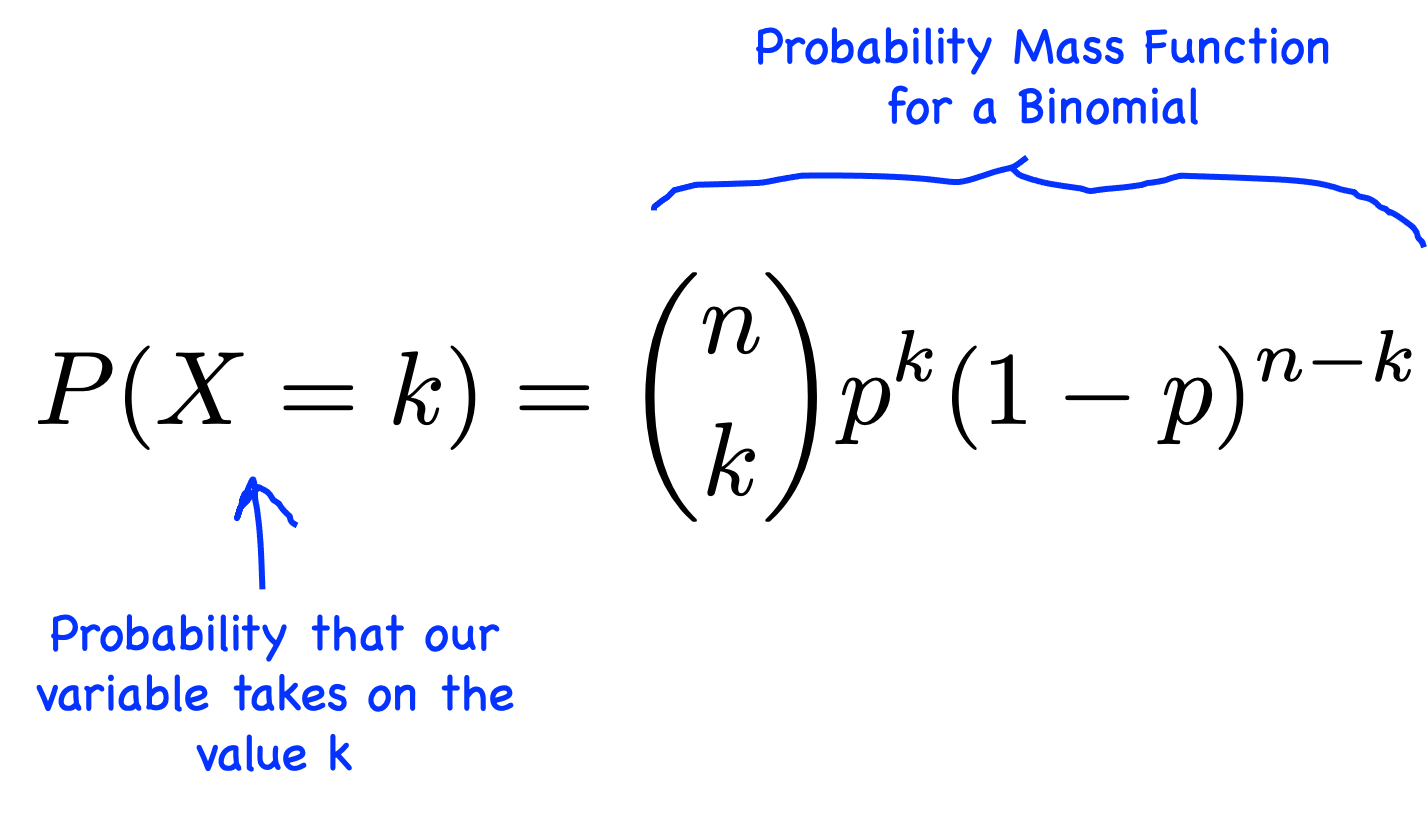 Probability Mass Function
for a Binomial
P(X = k) = \binom{n}{k} p^k (1 − p)^{n−k}
Probability that our
variable takes on the
value k